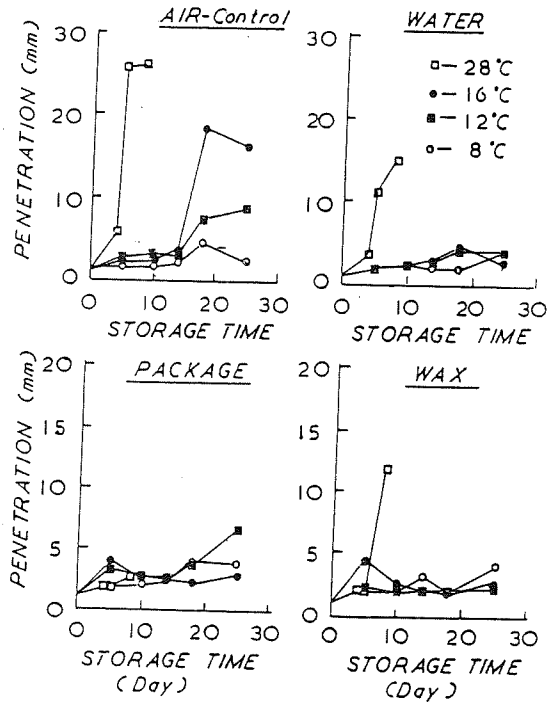 AIR-Control
PENETRATION (mm)
30
20
10
0
0 10 20 30
STORAGE TIME
WATER
30
20
10
0
□ — 28°C
● — 16°C
■ — 12°C
○ — 8°C
0 10 20 30
STORAGE TIME
PACKAGE
PENETRATION (mm)
20
15
10
5
0
0 10 20 30
STORAGE TIME
(Day)
WAX
20
15
10
5
0
0 10 20 30
STORAGE TIME
(Day)